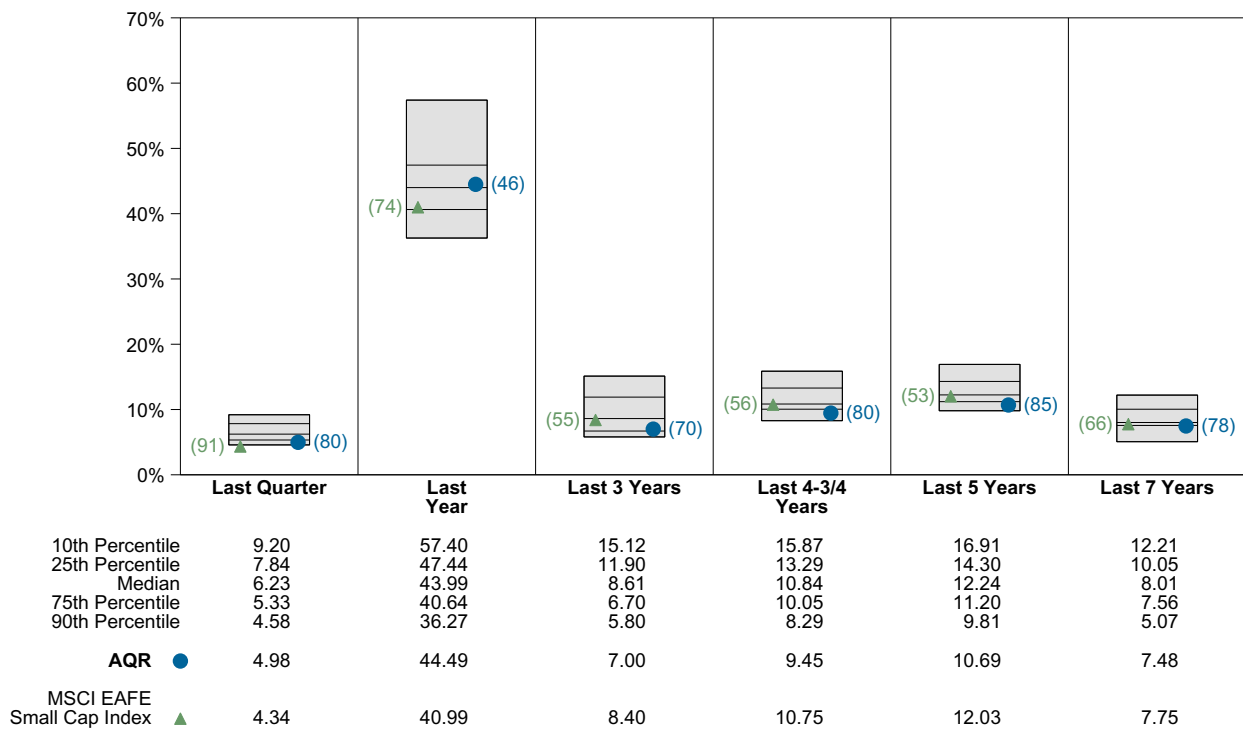 70%
60%
50%
40%
30%
20%
10%
0%
(91)
(80)
(74)
(46)
(55)
(70)
(56)
(80)
(53)
(85)
(66)
(78)
Last Quarter
Last
Year
Last 3 Years
Last 4-3/4
Years
Last 5 Years
Last 7 Years
10th Percentile 9.20 57.40 15.12 15.87 16.91 12.21
25th Percentile 7.84 47.44 11.90 13.29 14.30 10.05
Median 6.23 43.99 8.61 10.84 12.24 8.01
75th Percentile 5.33 40.64 6.70 10.05 11.20 7.56
90th Percentile 4.58 36.27 5.80 8.29 9.81 5.07
AQR 4.98 44.49 7.00 9.45 10.69 7.48
MSCI EAFE
Small Cap Index 4.34 40.99 8.40 10.75 12.03 7.75